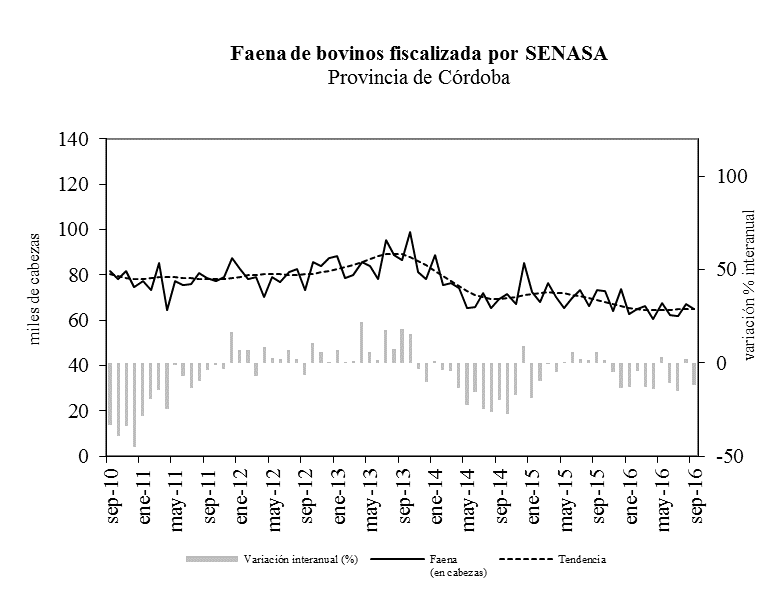 Faena de bovinos fiscalizada por SENASA
Provincia de Córdoba
140
120
100
80
60
40
20
0
miles de cabezas
100
50
0
-50
variación % interanual
sep-10
ene-11
may-11
sep-11
ene-12
may-12
sep-12
ene-13
may-13
sep-13
ene-14
may-14
sep-14
ene-15
may-15
sep-15
ene-16
may-16
sep-16
Variación interanual (%)
Faena
(en cabezas)
Tendencia